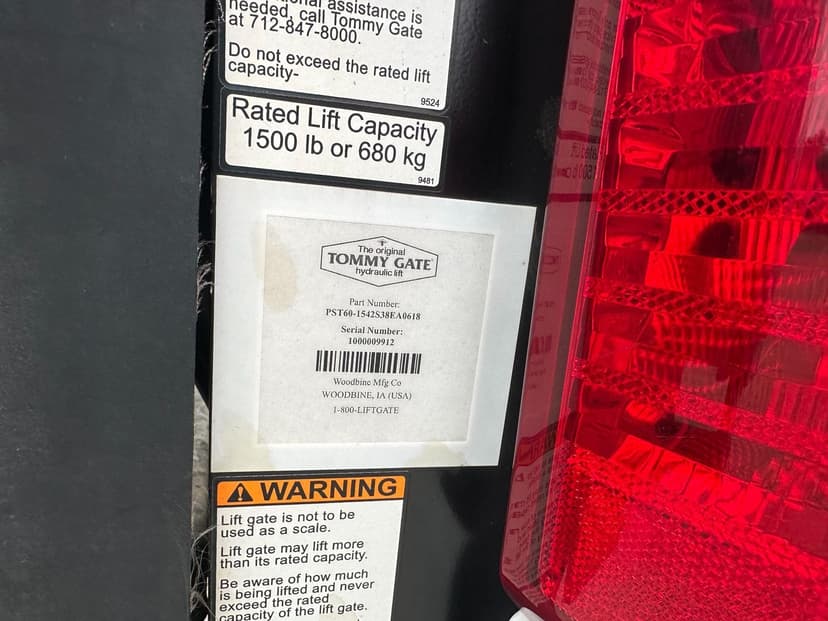 assistance is
needed, call Tommy Gate
at 712-847-8000.
Do not exceed the rated lift
capacity-
9524
Rated Lift Capacity
1500 lb or 680 kg
9481
The original
TOMMY GATE
hydraulic lift
Part Number:
PST60-1542S38EA0618
Serial Number:
1000009912
Woodbine Mfg Co
WOODBINE, IA (USA)
1-800-LIFTGATE
WARNING
Lift gate is not to be
used as a scale.
Lift gate may lift more
than its rated capacity.
Be aware of how much
is being lifted and never
exceed the rated
capacity of the lift gate.